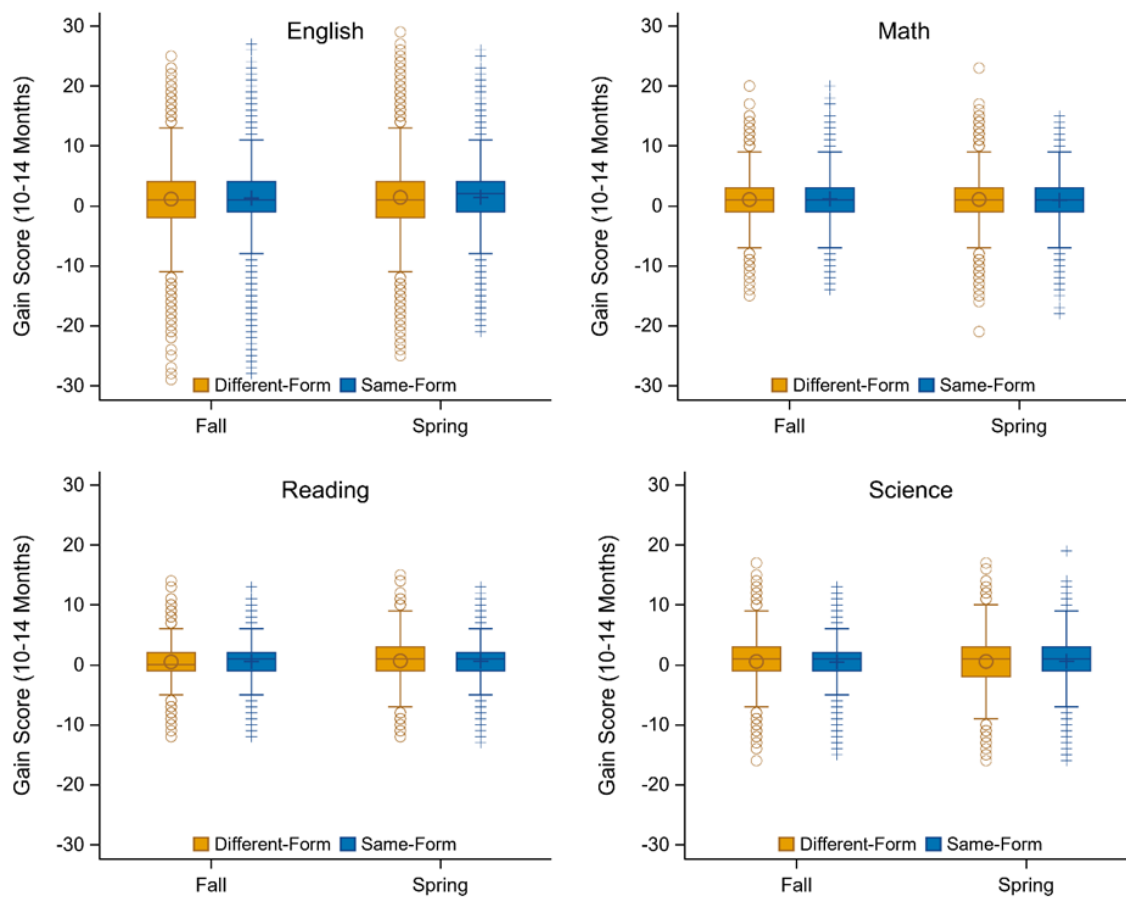 English
Gain Score (10-14 Months)
30
20
10
0
-10
-20
-30
Different-Form Same-Form
Fall Spring
Math
Gain Score (10-14 Months)
30
20
10
0
-10
-20
-30
Different-Form Same-Form
Fall Spring
Reading
Gain Score (10-14 Months)
30
20
10
0
-10
-20
-30
Different-Form Same-Form
Fall Spring
Science
Gain Score (10-14 Months)
30
20
10
0
-10
-20
-30
Different-Form Same-Form
Fall Spring